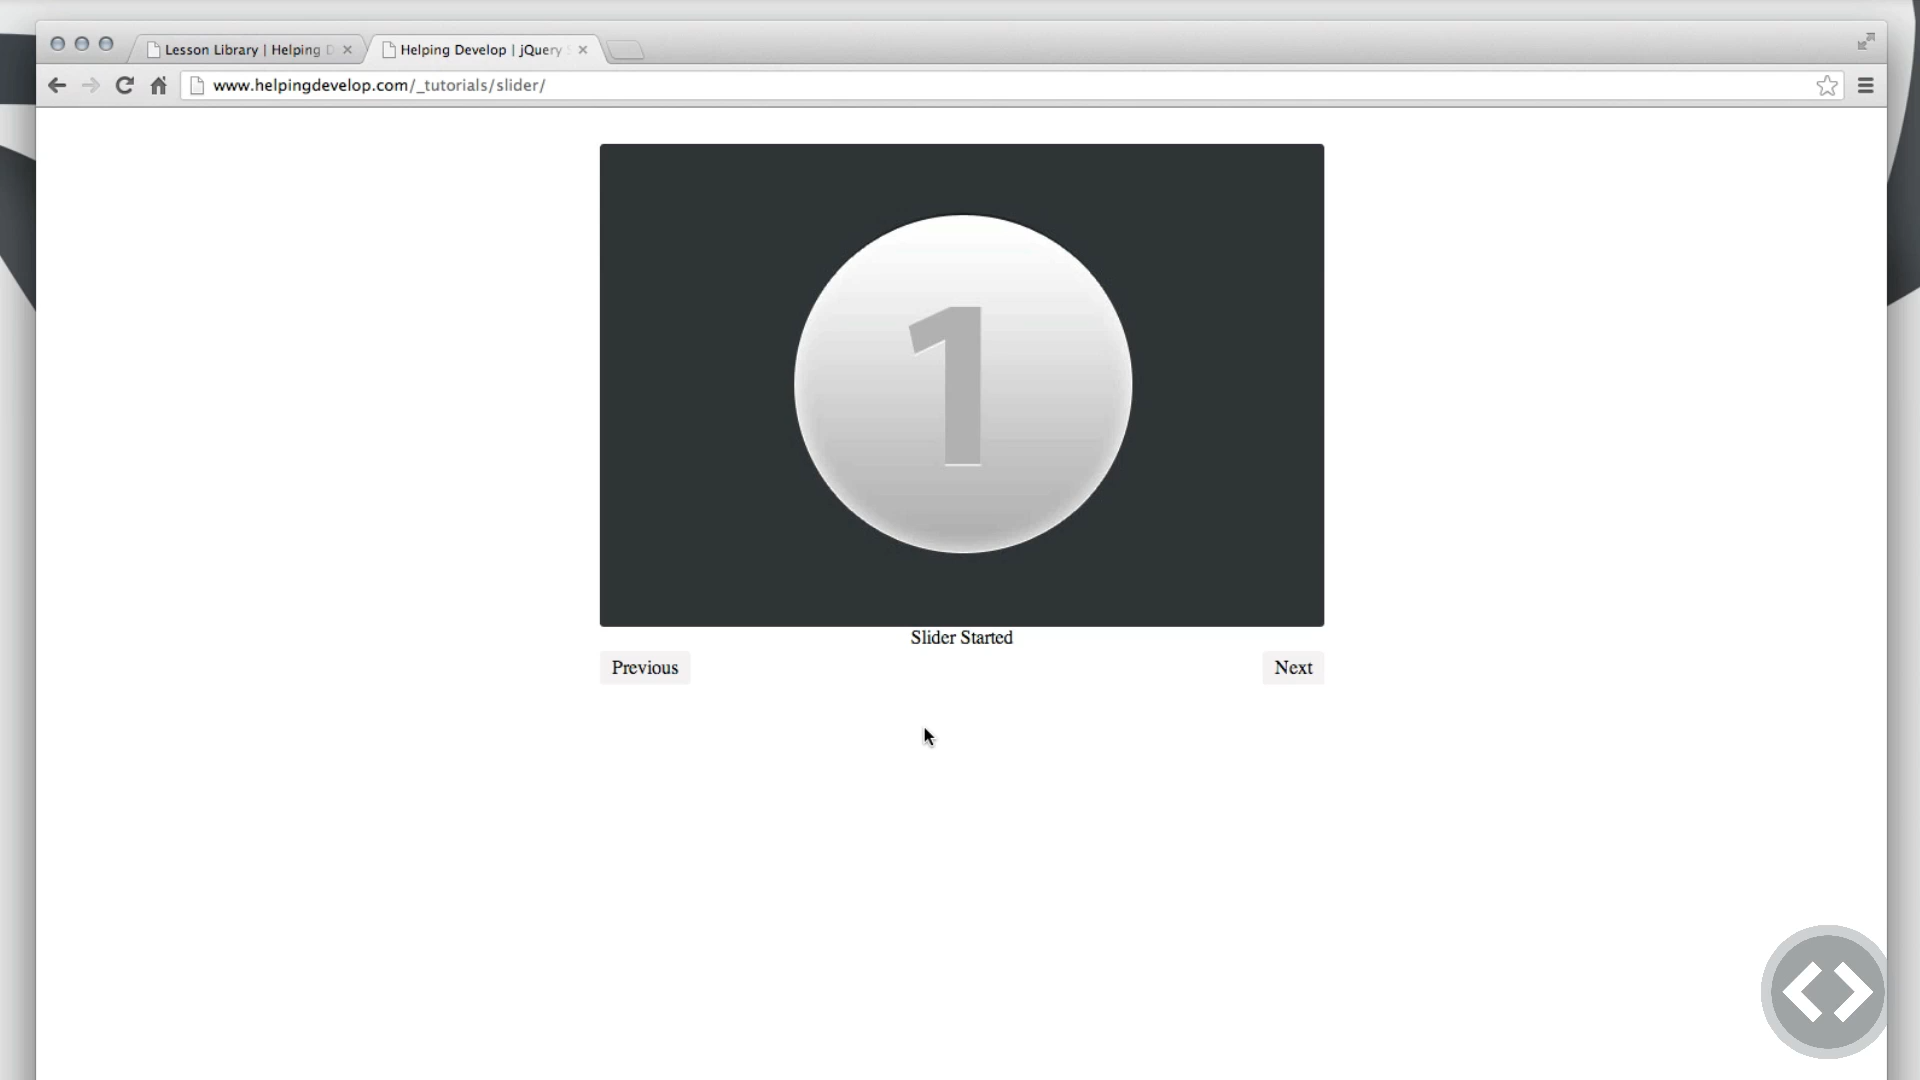 Lesson Library | Helping D
Helping Develop | jQuery S
www.helpingdevelop.com/_tutorials/slider/
1
Slider Started
Previous
Next